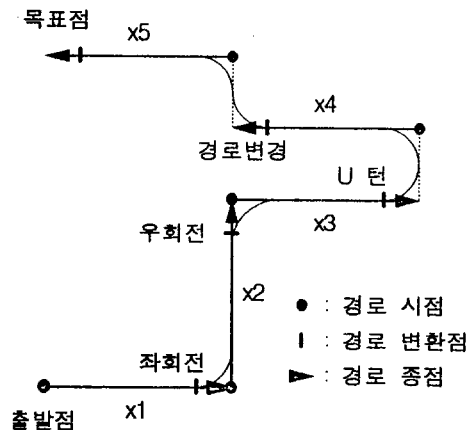 목표점
x5
x4
경로변경
U 턴
x3
우회전
x2
● : 경로 시점
ㅣ : 경로 변환점
▶ : 경로 종점
좌회전
x1
출발점